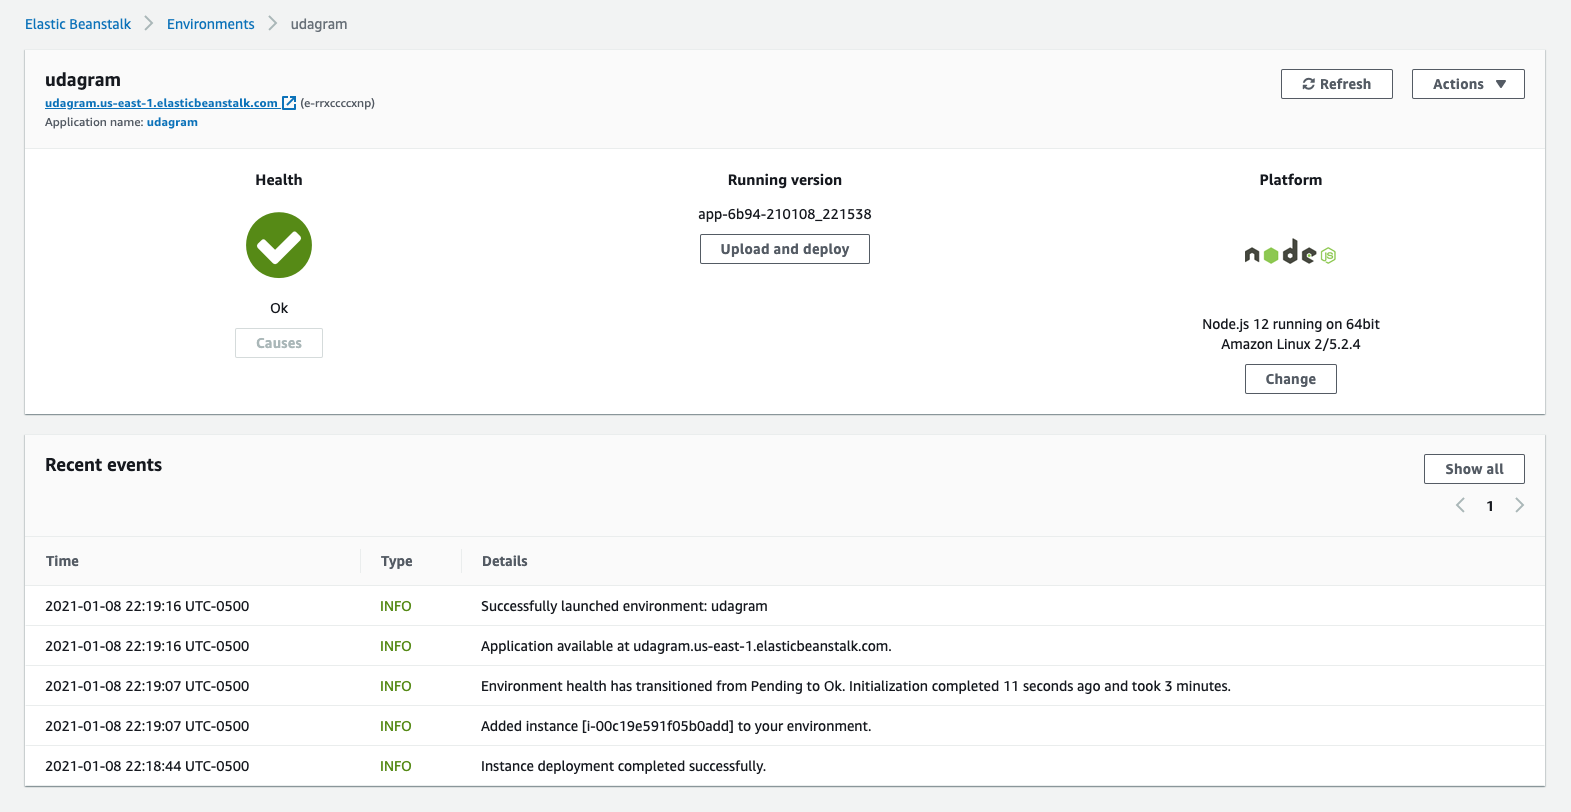 Elastic Beanstalk > Environments > udagram
udagram
Refresh
Actions ▼
udagram.us-east-1.elasticbeanstalk.com (e-rrxccccxnp)
Application name: udagram
Health
Running version
Platform
app-6b94-210108_221538
Upload and deploy
node JS
Ok
Causes
Node.js 12 running on 64bit
Amazon Linux 2/5.2.4
Change
Recent events
Show all
< 1 >
Time Type Details
2021-01-08 22:19:16 UTC-0500 INFO Successfully launched environment: udagram
2021-01-08 22:19:16 UTC-0500 INFO Application available at udagram.us-east-1.elasticbeanstalk.com.
2021-01-08 22:19:07 UTC-0500 INFO Environment health has transitioned from Pending to Ok. Initialization completed 11 seconds ago and took 3 minutes.
2021-01-08 22:19:07 UTC-0500 INFO Added instance [i-00c19e591f05b0add] to your environment.
2021-01-08 22:18:44 UTC-0500 INFO Instance deployment completed successfully.